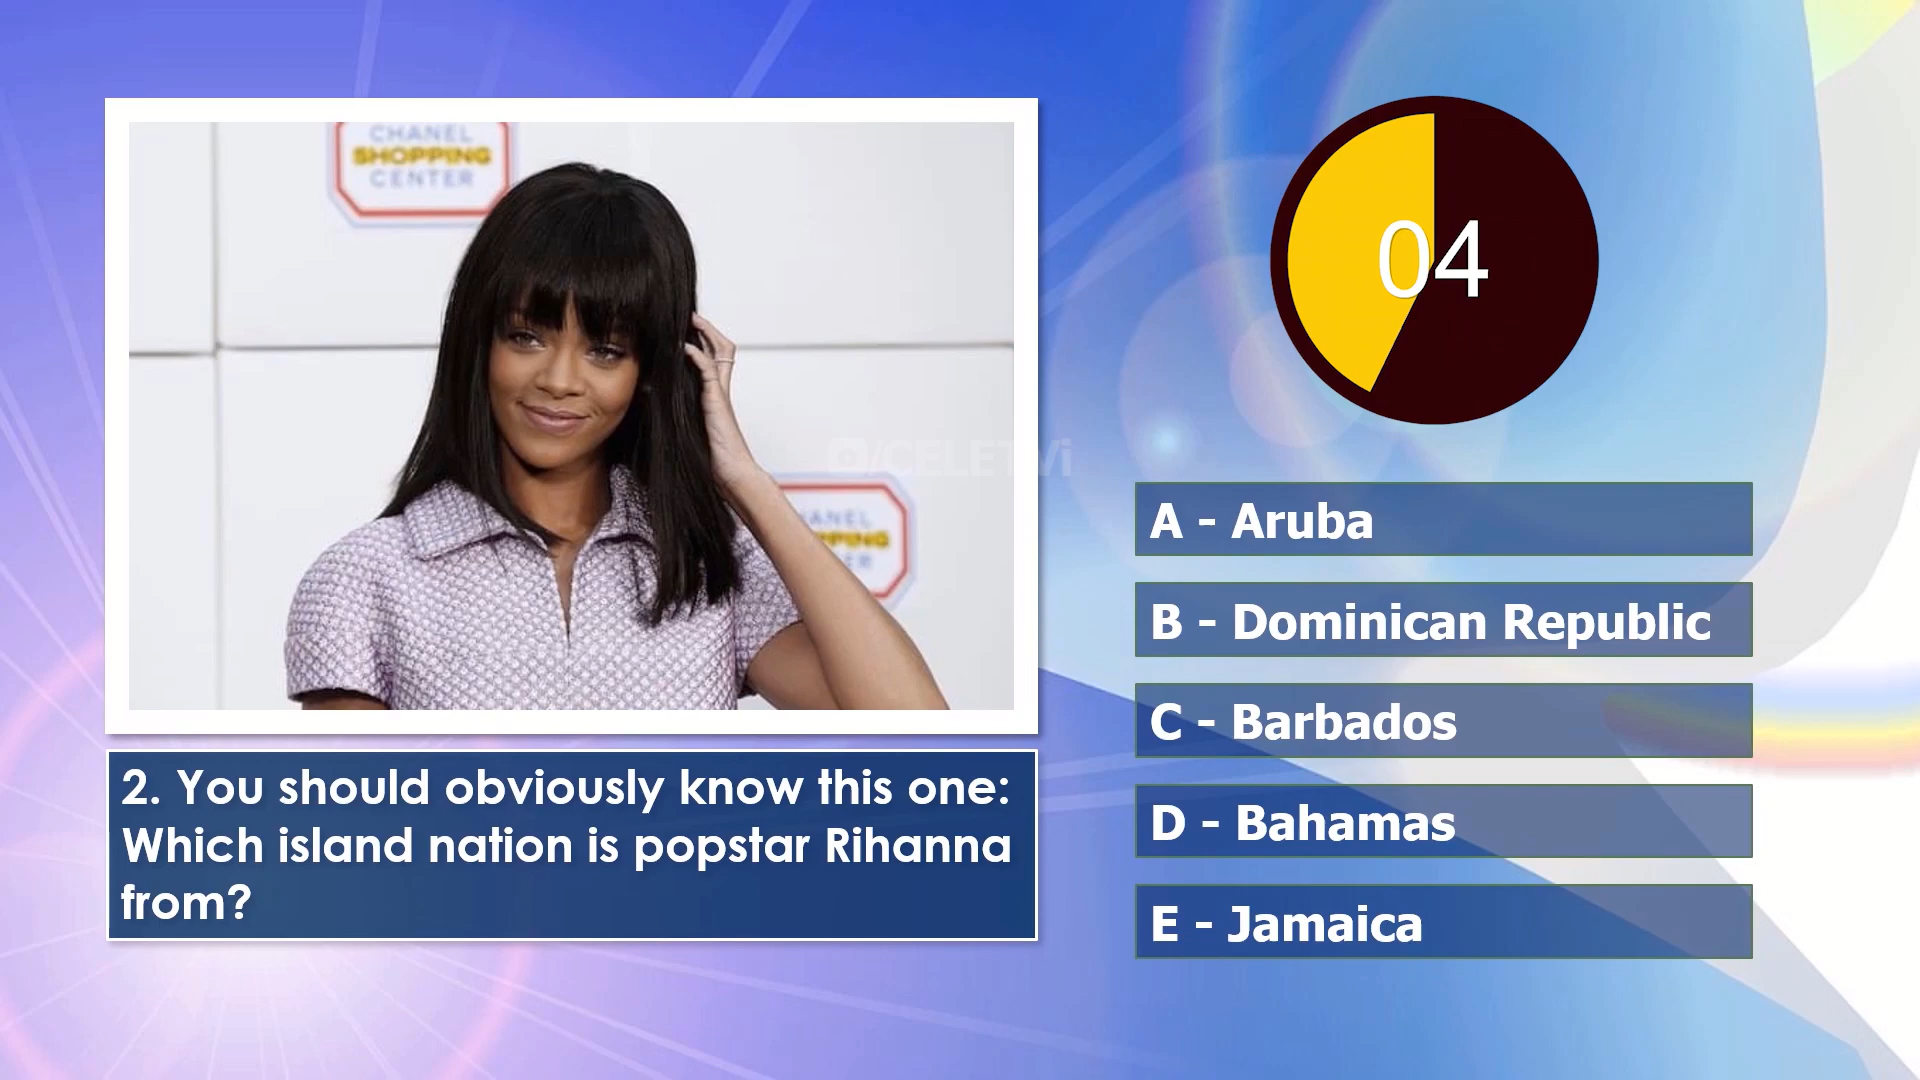 CHANEL
SHOPPING
CENTER
04
2. You should obviously know this one:
Which island nation is popstar Rihanna
from?
A - Aruba
B - Dominican Republic
C - Barbados
D - Bahamas
E - Jamaica